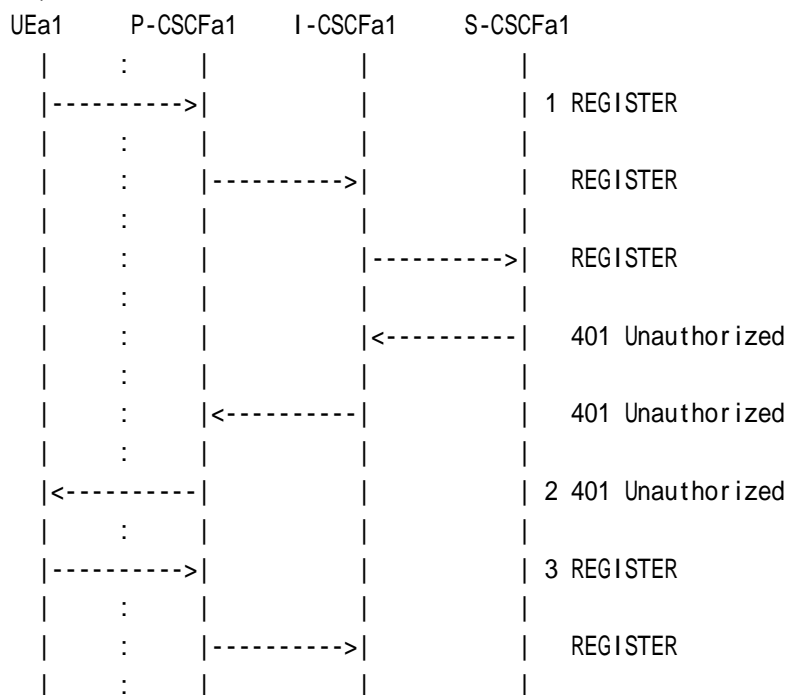 UEa1 P-CSCFa1 I-CSCFa1 S-CSCFa1
| : | | |
|---------->| | | 1 REGISTER
| : | | |
| : |---------->| | REGISTER
| : | | |
| : | |---------->| REGISTER
| : | | |
| : | |<----------| 401 Unauthorized
| : | | |
| : |<----------| | 401 Unauthorized
| : | | |
|<----------| | | 2 401 Unauthorized
| : | | |
|---------->| | | 3 REGISTER
| : | | |
| : |---------->| | REGISTER
| : | | |